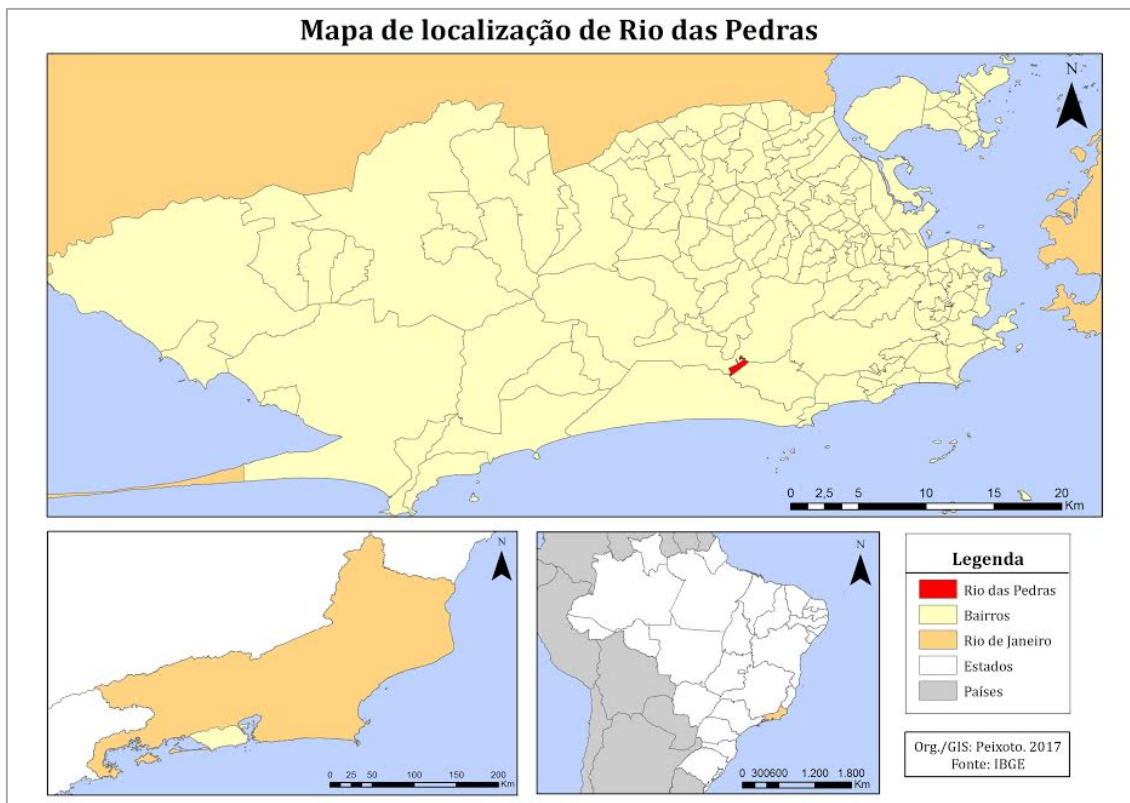 Mapa de localização de Rio das Pedras
N
0 2,5 5 10 15 20
Km
N
0 25 50 100 150 200
Km
N
0 300600 1.200 1.800
Km
Legenda
Rio das Pedras
Bairros
Rio de Janeiro
Estados
Países
Org./GIS: Peixoto. 2017
Fonte: IBGE